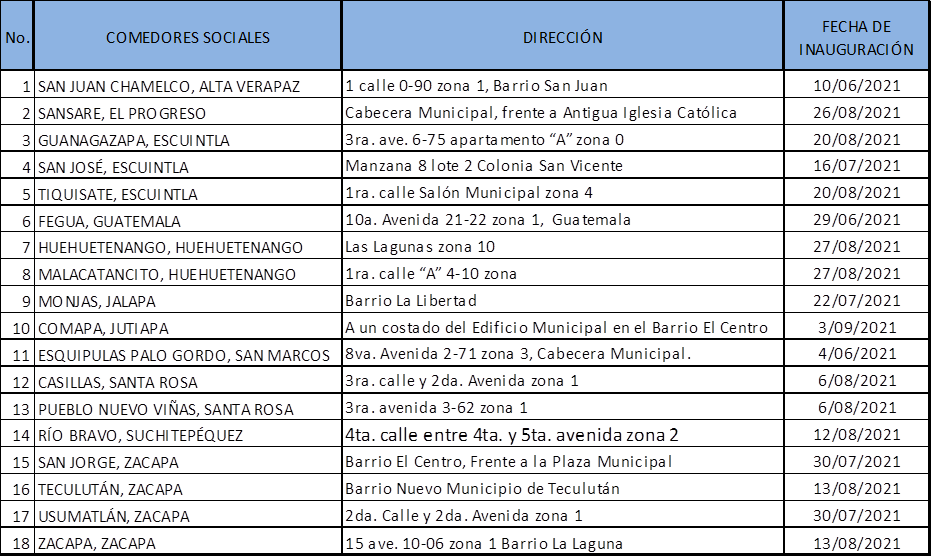 No. COMEDORES SOCIALES DIRECCIÓN FECHA DE INAUGURACIÓN
1 SAN JUAN CHAMELCO, ALTA VERAPAZ 1 calle 0-90 zona 1, Barrio San Juan 10/06/2021
2 SANSARE, EL PROGRESO Cabecera Municipal, frente a Antigua Iglesia Católica 26/08/2021
3 GUANAGAZAPA, ESCUINTLA 3ra. ave. 6-75 apartamento “A” zona 0 20/08/2021
4 SAN JOSÉ, ESCUINTLA Manzana 8 lote 2 Colonia San Vicente 16/07/2021
5 TIQUISATE, ESCUINTLA 1ra. calle Salón Municipal zona 4 20/08/2021
6 FEGUA, GUATEMALA 10a. Avenida 21-22 zona 1, Guatemala 29/06/2021
7 HUEHUETENANGO, HUEHUETENANGO Las Lagunas zona 10 27/08/2021
8 MALACATANCITO, HUEHUETENANGO 1ra. calle “A” 4-10 zona 27/08/2021
9 MONJAS, JALAPA Barrio La Libertad 22/07/2021
10 COMAPA, JUTIAPA A un costado del Edificio Municipal en el Barrio El Centro 3/09/2021
11 ESQUIPULAS PALO GORDO, SAN MARCOS 8va. Avenida 2-71 zona 3, Cabecera Municipal. 4/06/2021
12 CASILLAS, SANTA ROSA 3ra. calle y 2da. Avenida zona 1 6/08/2021
13 PUEBLO NUEVO VIÑAS, SANTA ROSA 3ra. avenida 3-62 zona 1 6/08/2021
14 RÍO BRAVO, SUCHITEPÉQUEZ 4ta. calle entre 4ta. y 5ta. avenida zona 2 12/08/2021
15 SAN JORGE, ZACAPA Barrio El Centro, Frente a la Plaza Municipal 30/07/2021
16 TECULUTÁN, ZACAPA Barrio Nuevo Municipio de Teculután 13/08/2021
17 USUMATLÁN, ZACAPA 2da. Calle y 2da. Avenida zona 1 30/07/2021
18 ZACAPA, ZACAPA 15 ave. 10-06 zona 1 Barrio La Laguna 13/08/2021